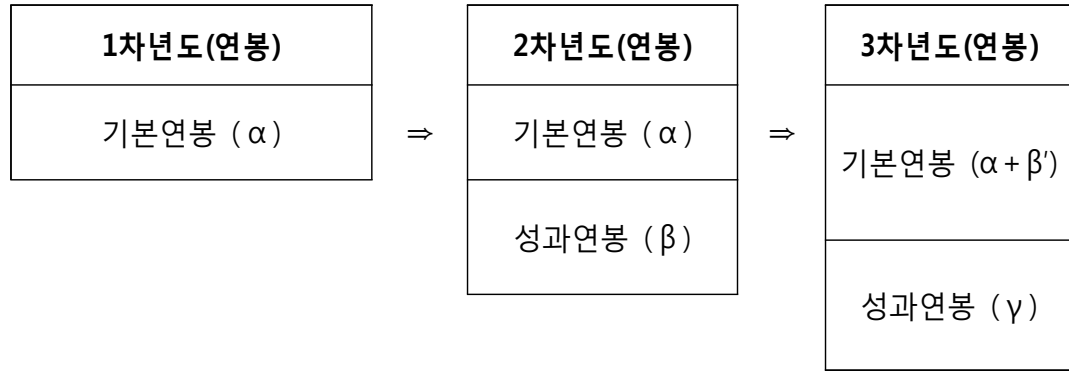 1차년도(연봉)
기본연봉 (α)
⇒
2차년도(연봉)
기본연봉 (α)
성과연봉 (β)
⇒
3차년도(연봉)
기본연봉 (α+β′)
성과연봉 (γ)